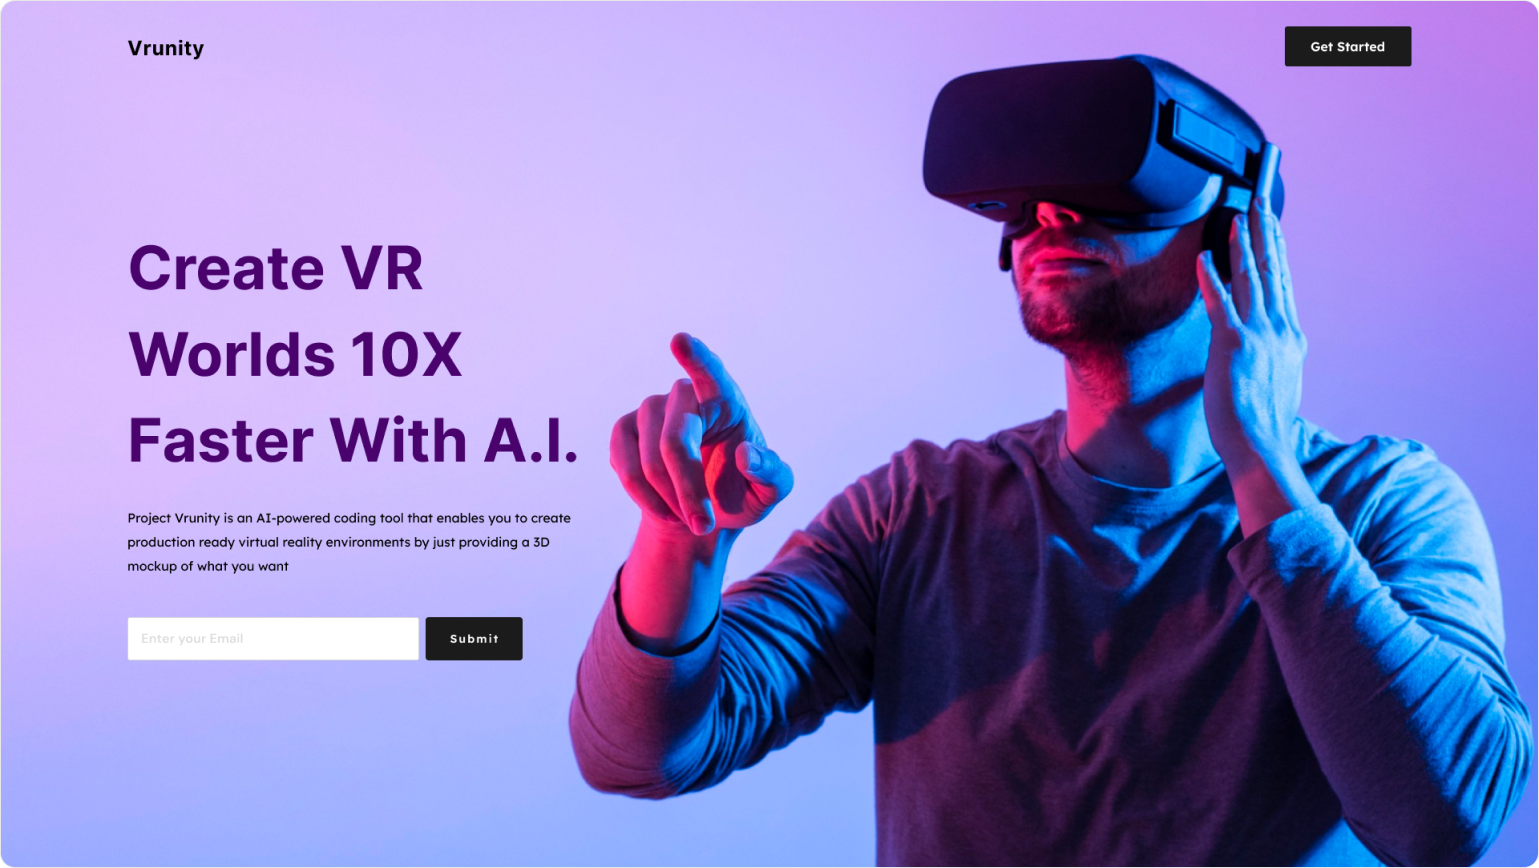 Vrunity
Get Started
Create VR
Worlds 10X
Faster With A.I.
Project Vrunity is an AI-powered coding tool that enables you to create
production ready virtual reality environments by just providing a 3D
mockup of what you want
Enter your Email
Submit